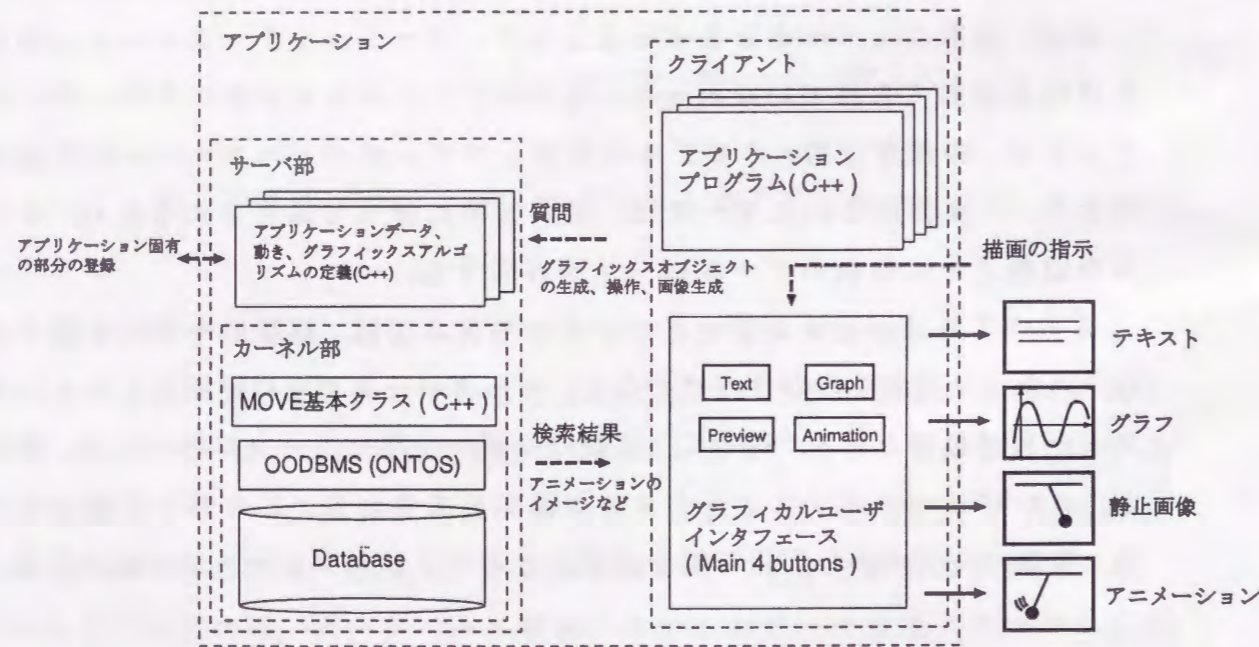 アプリケーション
クライアント
アプリケーション
プログラム( C++ )
サーバ部
アプリケーションデータ、
動き、グラフィックスアルゴ
リズムの定義(C++)
アプリケーション固有
の部分の登録
質問
グラフィックスオブジェクト
の生成、操作、画像生成
描画の指示
カーネル部
MOVE基本クラス ( C++ )
OODBMS (ONTOS)
Database
検索結果
アニメーションの
イメージなど
Text
Graph
Preview
Animation
グラフィカルユーザ
インタフェース
( Main 4 buttons )
テキスト
グラフ
静止画像
アニメーション